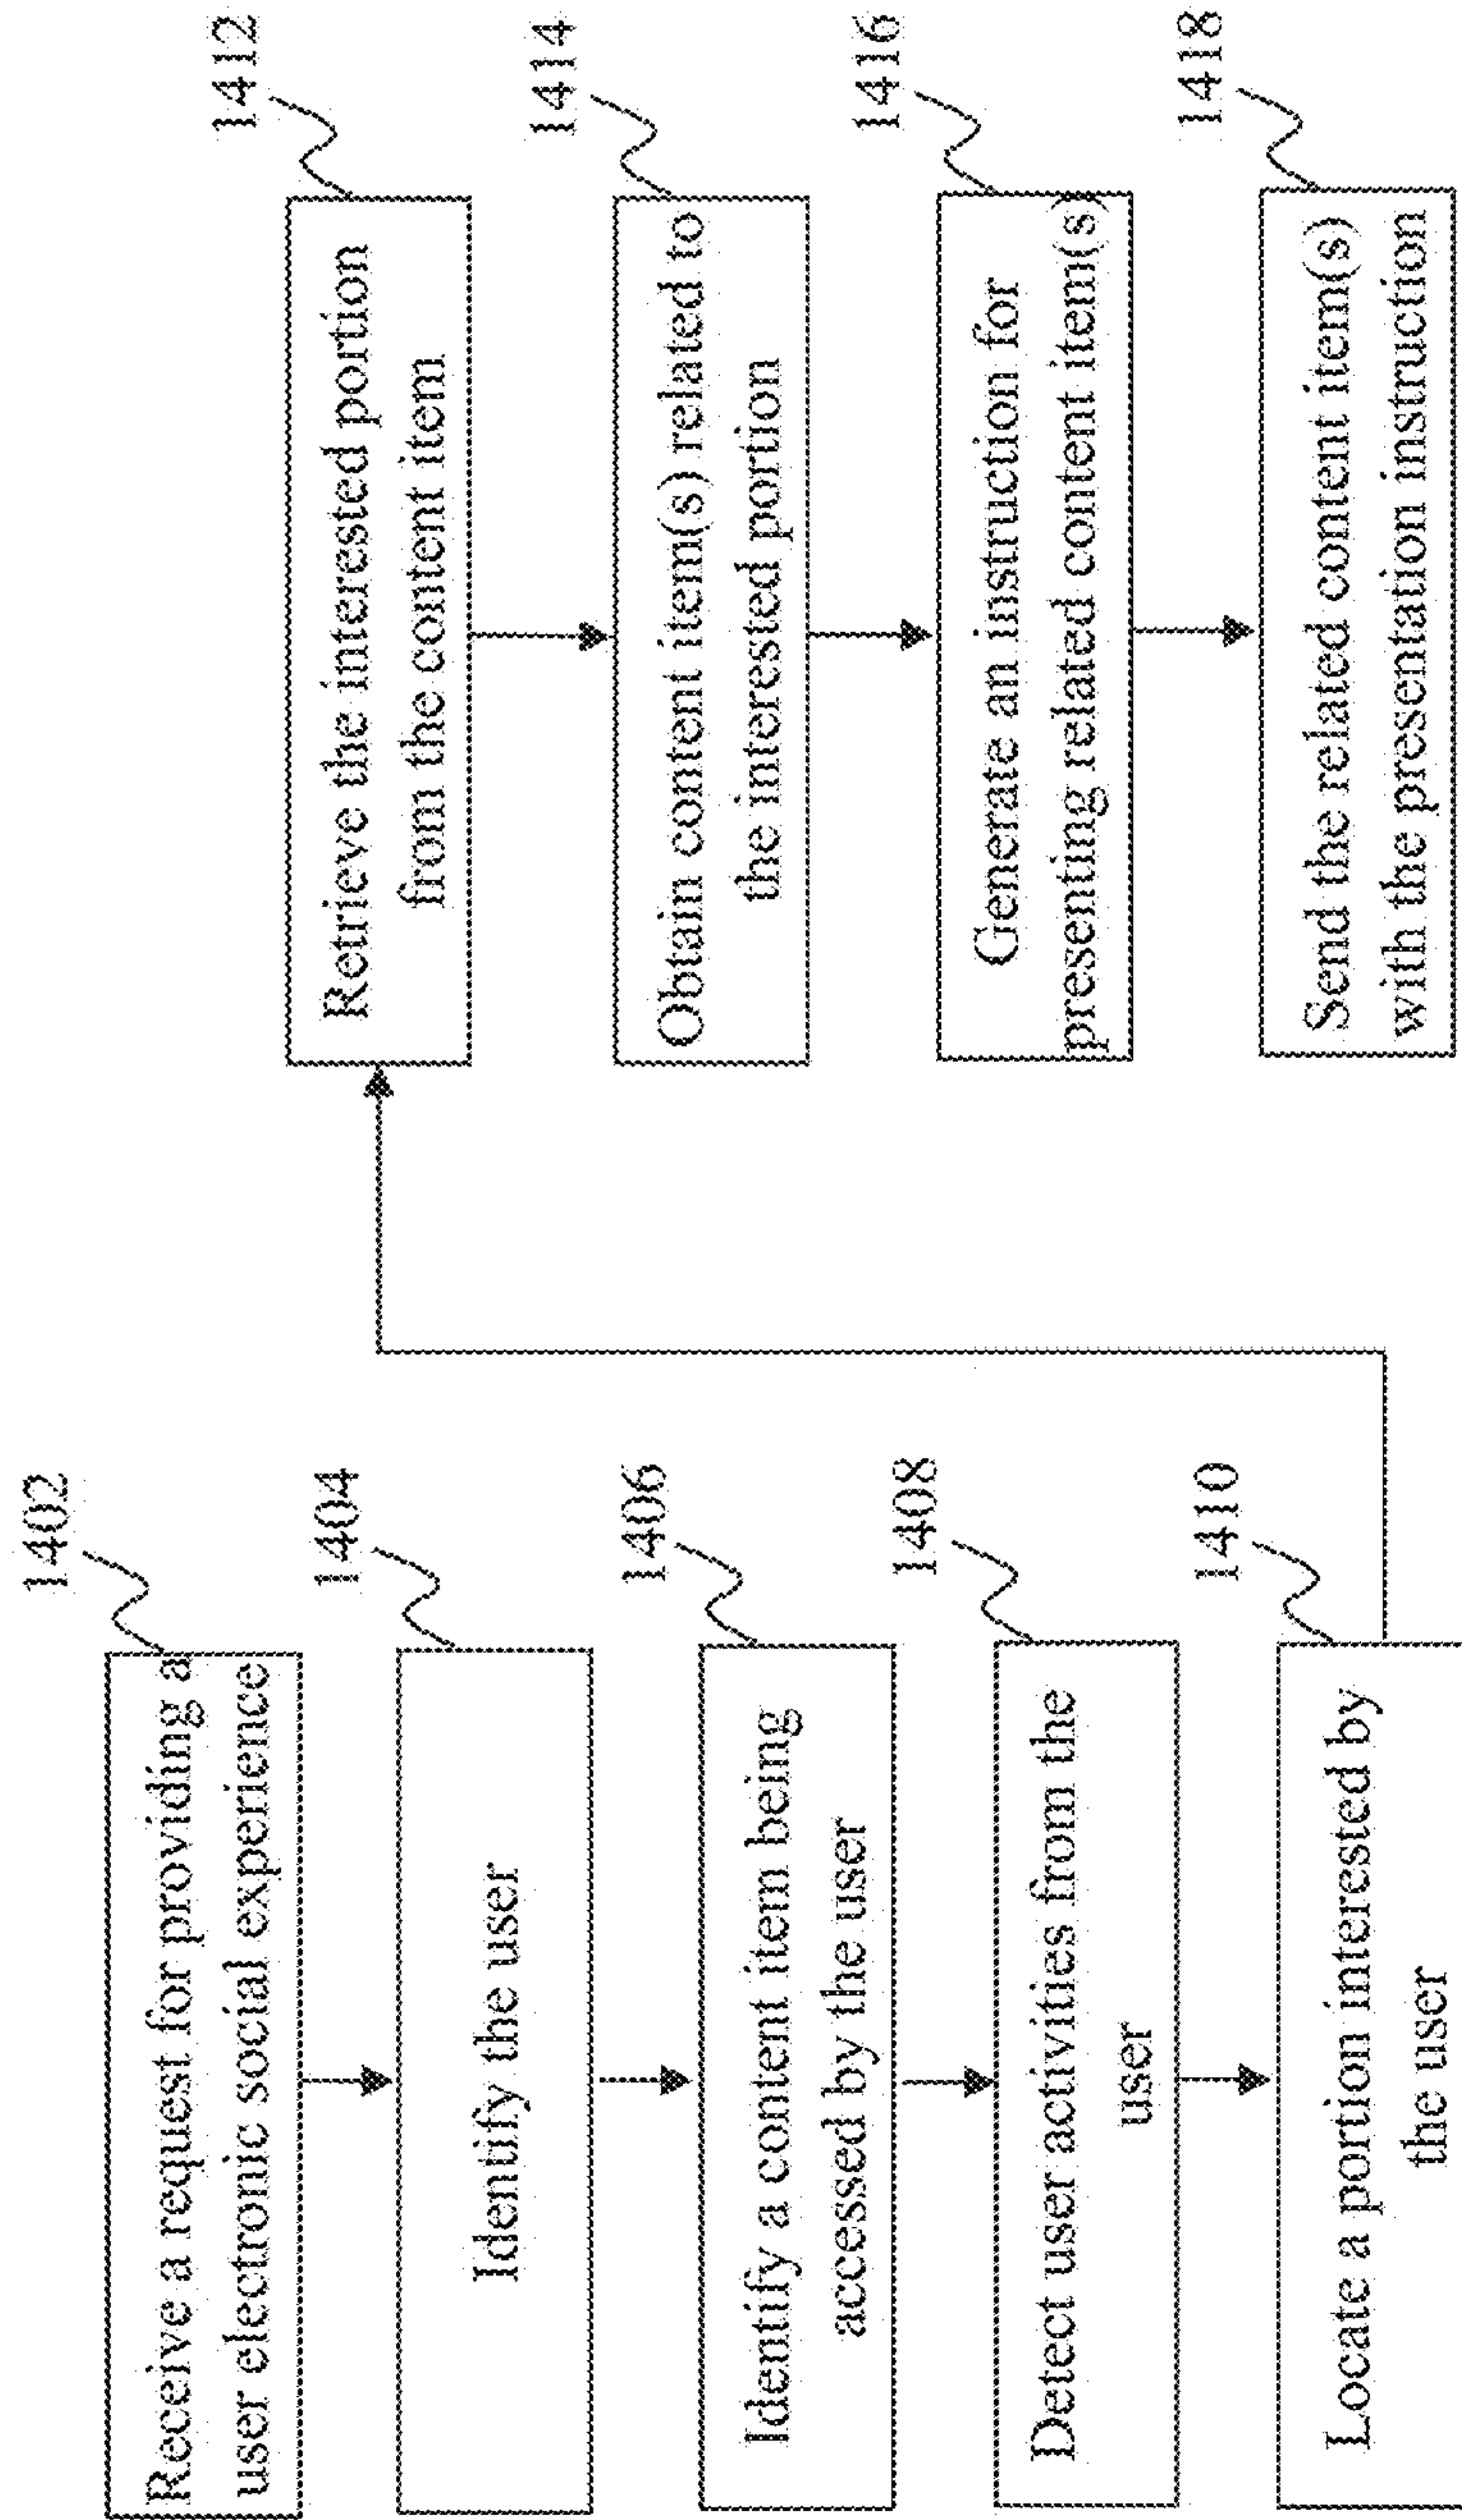 1402
Receive a request for providing a
user electronic social experience
1404
Identify the user
1406
Identify a content item being
accessed by the user
1408
Detect user activities from the
user
1410
Locate a portion interested by
the user
1412
Retrieve the interested portion
from the content item
1414
Obtain content item(s) related to
the interested portion
1416
Generate an instruction for
presenting related content item(s)
1418
Send the related content item(s)
with the presentation instruction